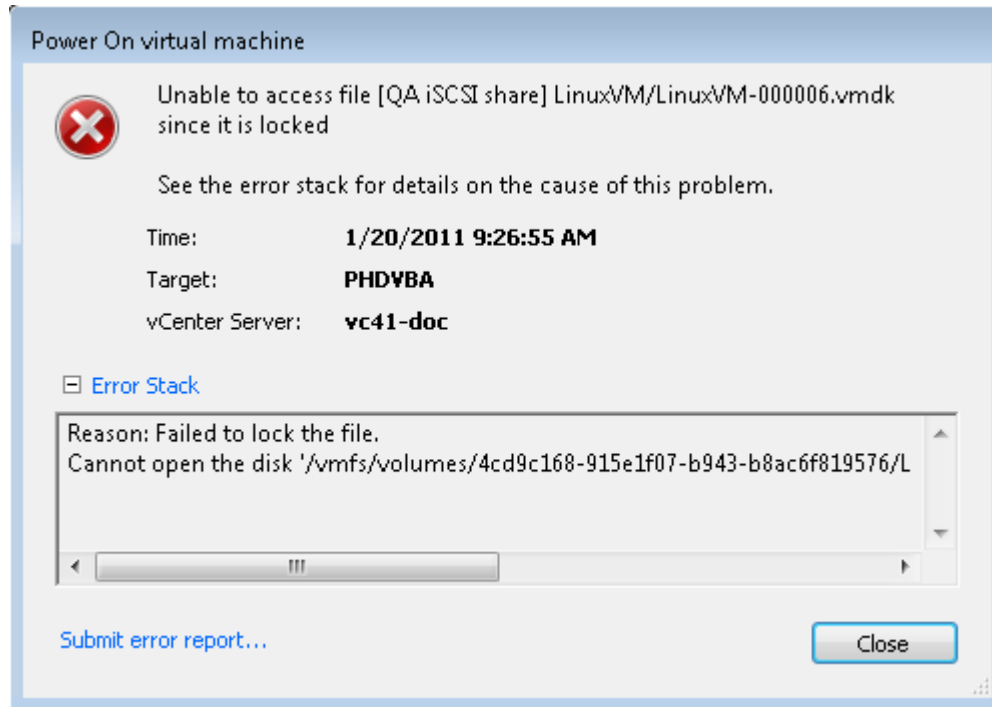 Power On virtual machine
Unable to access file [QA iSCSI share] LinuxVM/LinuxVM-000006.vmdk
since it is locked
See the error stack for details on the cause of this problem.
Time: 1/20/2011 9:26:55 AM
Target: PHDVBA
vCenter Server: vc41-doc
Error Stack
Reason: Failed to lock the file.
Cannot open the disk '/vmfs/volumes/4cd9c168-915e1f07-b943-b8ac6f819576/L
Submit error report...
Close